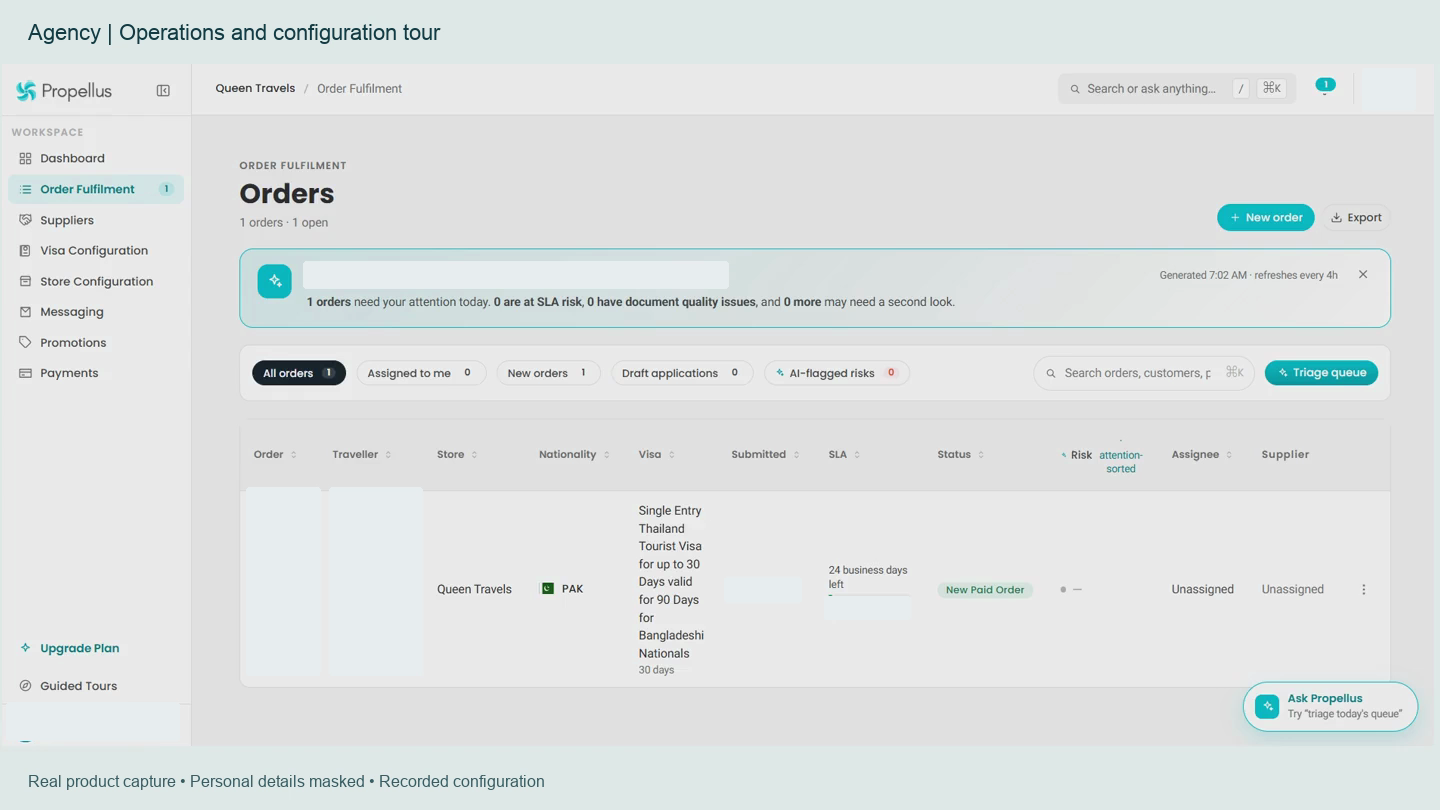 Agency | Operations and configuration tour
Propellus
Queen Travels / Order Fulfilment
Search or ask anything... / ⌘K
1
WORKSPACE
Dashboard
Order Fulfilment 1
Suppliers
Visa Configuration
Store Configuration
Messaging
Promotions
Payments
Upgrade Plan
Guided Tours
ORDER FULFILMENT
Orders
1 orders · 1 open
+ New order
Export
Generated 7:02 AM · refreshes every 4h
1 orders need your attention today. 0 are at SLA risk, 0 have document quality issues, and 0 more may need a second look.
All orders 1
Assigned to me 0
New orders 1
Draft applications 0
AI-flagged risks 0
Search orders, customers, p ⌘K
Triage queue
Order
Traveller
Store
Nationality
Visa
Submitted
SLA
Status
Risk
· attention-
sorted
Assignee
Supplier
Queen Travels
PAK
Single Entry
Thailand
Tourist Visa
for up to 30
Days valid
for 90 Days
for
Bangladeshi
Nationals
30 days
24 business days
left
New Paid Order
—
Unassigned
Unassigned
Ask Propellus
Try "triage today's queue"
Real product capture • Personal details masked • Recorded configuration